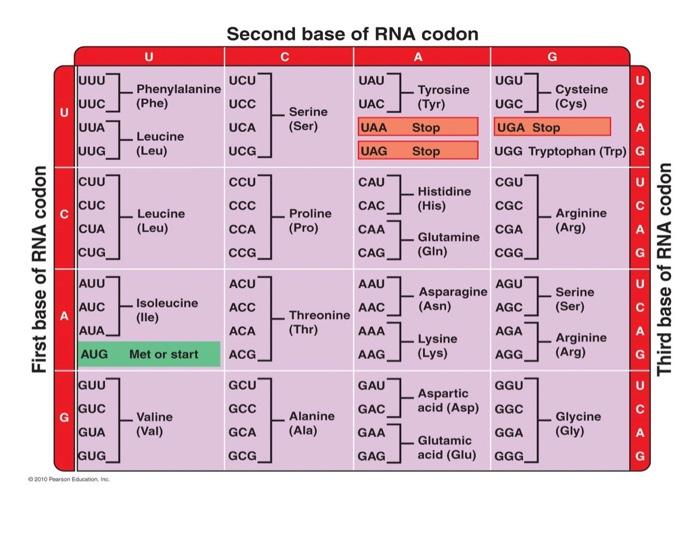 Second base of RNA codon
U C A G
First base of RNA codon
Third base of RNA codon
U
UUU
UUC
Phenylalanine
(Phe)
UUA
UUG
Leucine
(Leu)
UCU
UCC
UCA
UCG
Serine
(Ser)
UAU
UAC
Tyrosine
(Tyr)
UAA Stop
UAG Stop
UGU
UGC
Cysteine
(Cys)
UGA Stop
UGG Tryptophan (Trp)
U
C
A
G
C
CUU
CUC
CUA
CUG
Leucine
(Leu)
CCU
CCC
CCA
CCG
Proline
(Pro)
CAU
CAC
Histidine
(His)
CAA
CAG
Glutamine
(Gln)
CGU
CGC
CGA
CGG
Arginine
(Arg)
U
C
A
G
A
AUU
AUC
AUA
Isoleucine
(Ile)
AUG Met or start
ACU
ACC
ACA
ACG
Threonine
(Thr)
AAU
AAC
Asparagine
(Asn)
AAA
AAG
Lysine
(Lys)
AGU
AGC
Serine
(Ser)
AGA
AGG
Arginine
(Arg)
U
C
A
G
G
GUU
GUC
GUA
GUG
Valine
(Val)
GCU
GCC
GCA
GCG
Alanine
(Ala)
GAU
GAC
Aspartic
acid (Asp)
GAA
GAG
Glutamic
acid (Glu)
GGU
GGC
GGA
GGG
Glycine
(Gly)
U
C
A
G
© 2010 Pearson Education, Inc.